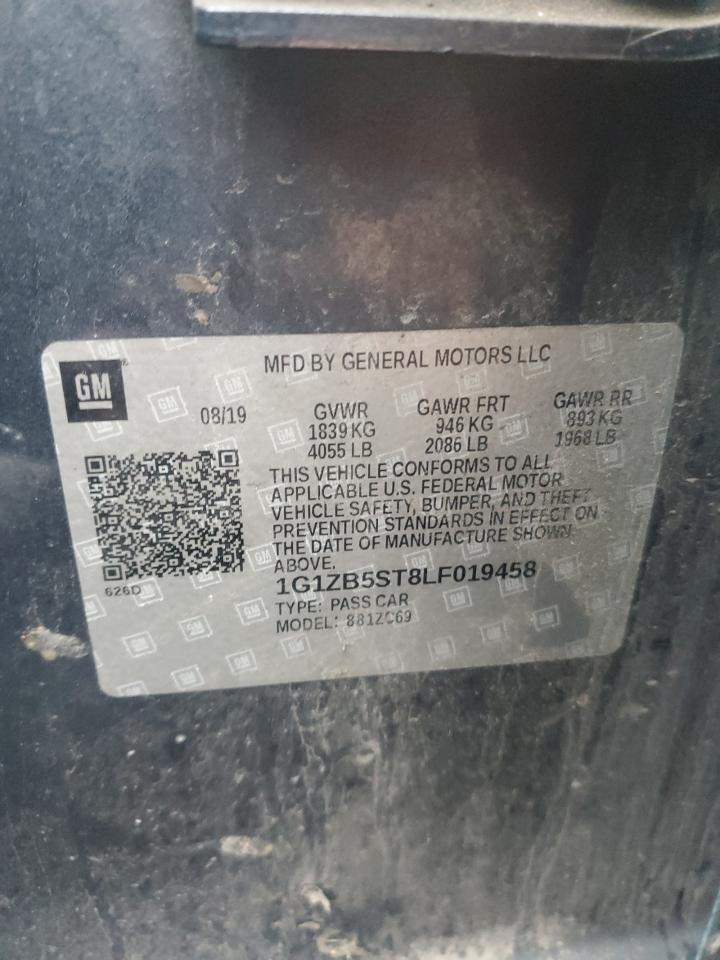 GM
MFD BY GENERAL MOTORS LLC
08/19
GVWR
1839 KG
4055 LB
GAWR FRT
946 KG
2086 LB
GAWR RR
893 KG
1968 LB
THIS VEHICLE CONFORMS TO ALL
APPLICABLE U.S. FEDERAL MOTOR
VEHICLE SAFETY, BUMPER, AND THEFT
PREVENTION STANDARDS IN EFFECT ON
THE DATE OF MANUFACTURE SHOWN
ABOVE.
626D
1G1ZB5ST8LF019458
TYPE: PASS CAR
MODEL: 881ZC69